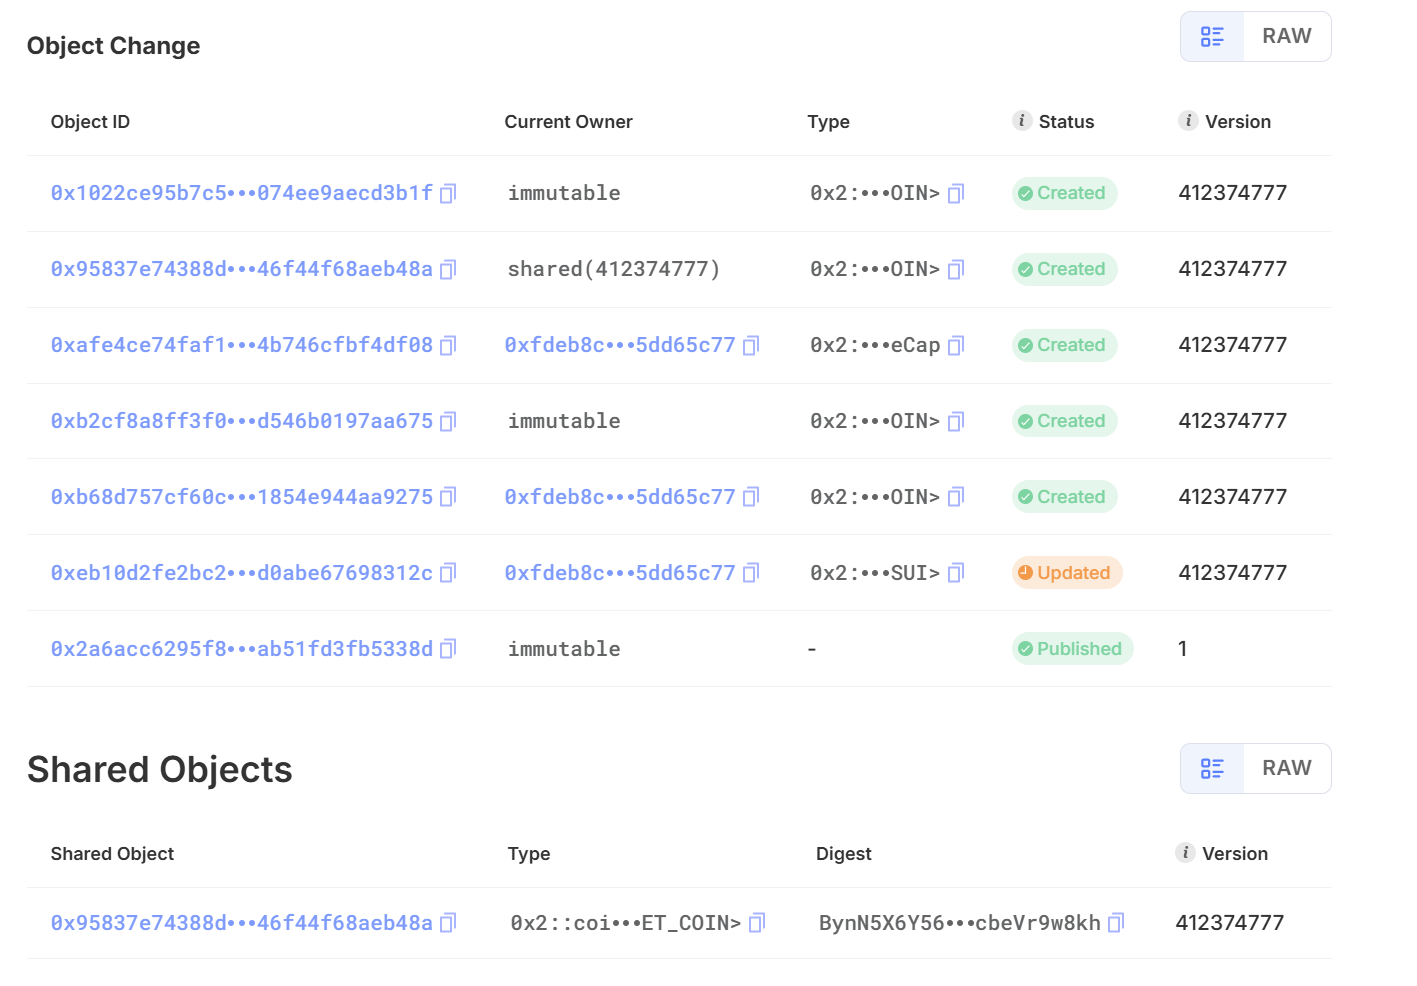 Object Change
RAW
Object ID Current Owner Type i Status i Version
0x1022ce95b7c5•••074ee9aecd3b1f immutable 0x2:•••OIN> Created 412374777
0x95837e74388d•••46f44f68aeb48a shared(412374777) 0x2:•••OIN> Created 412374777
0xafe4ce74faf1•••4b746cfbf4df08 0xfdeb8c•••5dd65c77 0x2:•••eCap Created 412374777
0xb2cf8a8ff3f0•••d546b0197aa675 immutable 0x2:•••OIN> Created 412374777
0xb68d757cf60c•••1854e944aa9275 0xfdeb8c•••5dd65c77 0x2:•••OIN> Created 412374777
0xeb10d2fe2bc2•••d0abe67698312c 0xfdeb8c•••5dd65c77 0x2:•••SUI> Updated 412374777
0x2a6acc6295f8•••ab51fd3fb5338d immutable - Published 1
Shared Objects
RAW
Shared Object Type Digest i Version
0x95837e74388d•••46f44f68aeb48a 0x2::coi•••ET_COIN> BynN5X6Y56•••cbeVr9w8kh 412374777